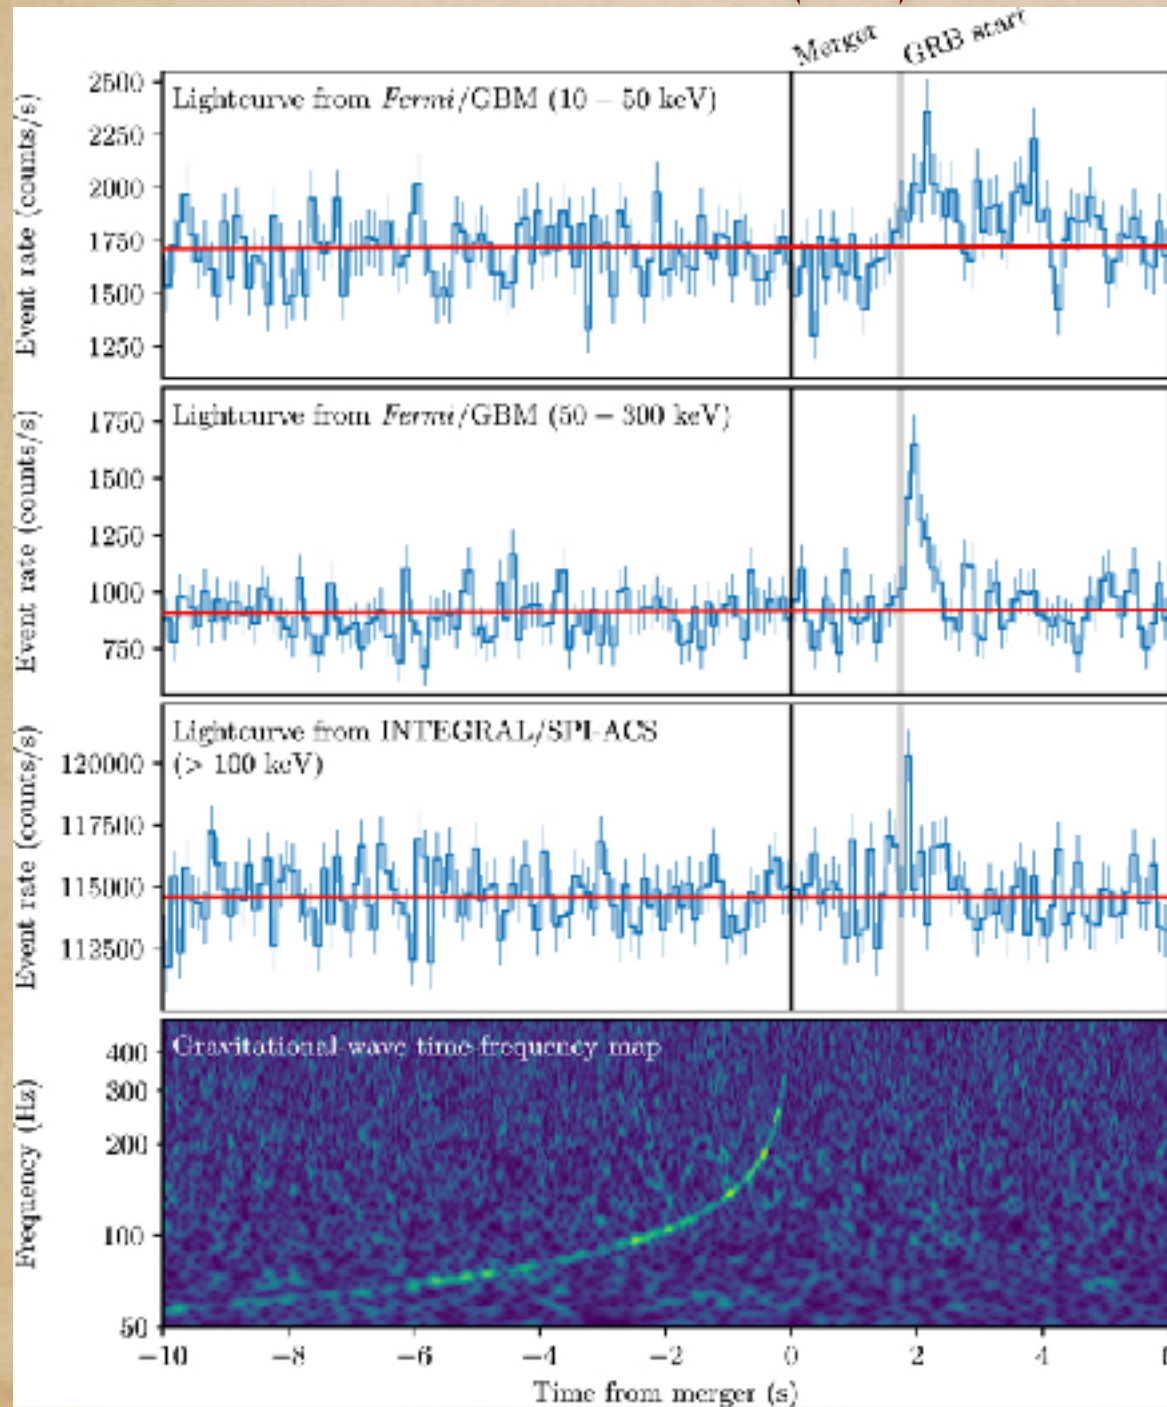 Merger GRB start
Lightcurve from Fermi/GBM (10 − 50 keV)
Event rate (counts/s)
2500
2250
2000
1750
1500
1250
Lightcurve from Fermi/GBM (50 − 300 keV)
Event rate (counts/s)
1750
1500
1250
1000
750
Lightcurve from INTEGRAL/SPI-ACS
(> 100 keV)
Event rate (counts/s)
120000
117500
115000
113500
Gravitational-wave time-frequency map
Frequency (Hz)
400
300
200
100
50
−10 −8 −6 −4 −2 0 2 4
Time from merger (s)